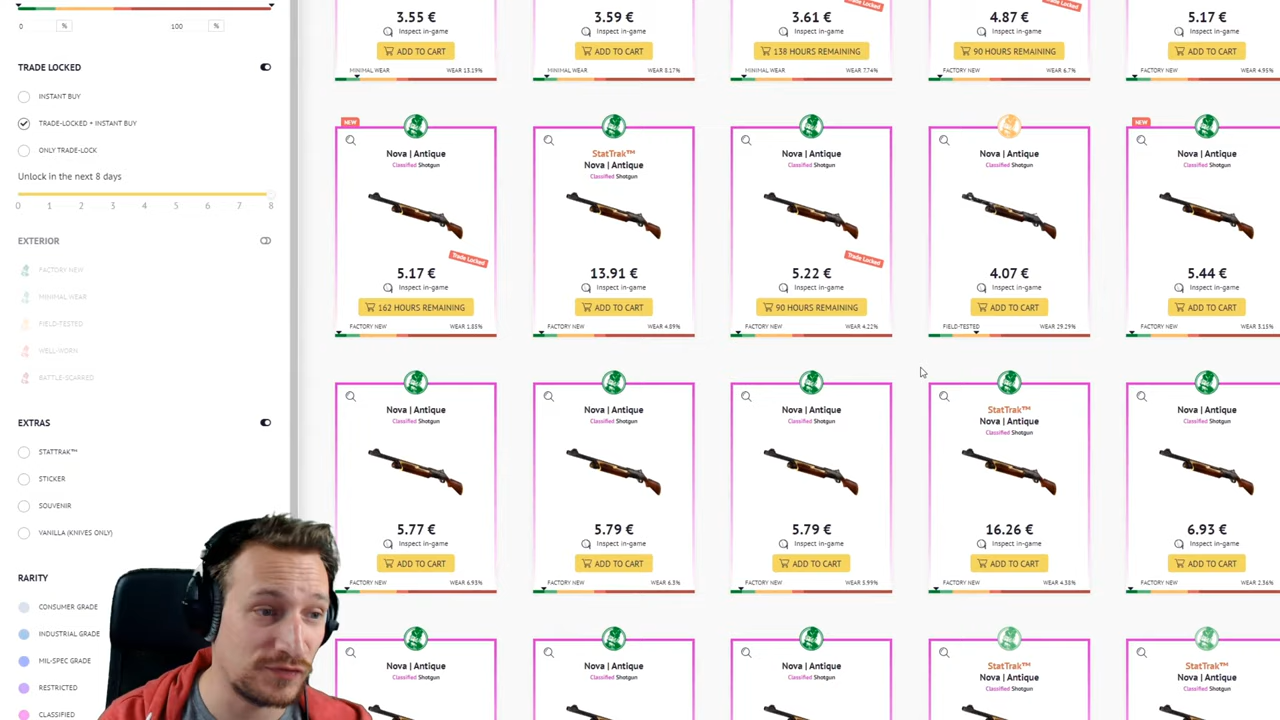 0 % 100 %
TRADE LOCKED
INSTANT BUY
TRADE-LOCKED + INSTANT BUY
ONLY TRADE-LOCK
Unlock in the next 8 days
0 1 2 3 4 5 6 7 8
EXTERIOR
FACTORY NEW
MINIMAL WEAR
FIELD-TESTED
WELL-WORN
BATTLE-SCARRED
EXTRAS
STATTRAK™
STICKER
SOUVENIR
VANILLA (KNIVES ONLY)
RARITY
CONSUMER GRADE
INDUSTRIAL GRADE
MIL-SPEC GRADE
RESTRICTED
CLASSIFIED
3.55 €
Inspect in-game
ADD TO CART
MINIMAL WEAR WEAR 13.19%
3.59 €
Inspect in-game
ADD TO CART
MINIMAL WEAR WEAR 8.17%
Trade Locked
3.61 €
Inspect in-game
138 HOURS REMAINING
MINIMAL WEAR WEAR 7.74%
Trade Locked
4.87 €
Inspect in-game
90 HOURS REMAINING
FACTORY NEW WEAR 6.7%
5.17 €
Inspect in-game
ADD TO CART
FACTORY NEW WEAR 4.95%
NEW
Nova | Antique
Classified Shotgun
Trade Locked
5.17 €
Inspect in-game
162 HOURS REMAINING
FACTORY NEW WEAR 1.85%
StatTrak™
Nova | Antique
Classified Shotgun
13.91 €
Inspect in-game
ADD TO CART
FACTORY NEW WEAR 4.89%
Nova | Antique
Classified Shotgun
Trade Locked
5.22 €
Inspect in-game
90 HOURS REMAINING
FACTORY NEW WEAR 4.22%
Nova | Antique
Classified Shotgun
4.07 €
Inspect in-game
ADD TO CART
FIELD-TESTED WEAR 29.29%
NEW
Nova | Antique
Classified Shotgun
5.44 €
Inspect in-game
ADD TO CART
FACTORY NEW WEAR 3.15%
Nova | Antique
Classified Shotgun
5.77 €
Inspect in-game
ADD TO CART
FACTORY NEW WEAR 6.93%
Nova | Antique
Classified Shotgun
5.79 €
Inspect in-game
ADD TO CART
FACTORY NEW WEAR 6.3%
Nova | Antique
Classified Shotgun
5.79 €
Inspect in-game
ADD TO CART
FACTORY NEW WEAR 5.99%
StatTrak™
Nova | Antique
Classified Shotgun
16.26 €
Inspect in-game
ADD TO CART
FACTORY NEW WEAR 4.38%
Nova | Antique
Classified Shotgun
6.93 €
Inspect in-game
ADD TO CART
FACTORY NEW WEAR 2.36%
Nova | Antique
Classified Shotgun
Nova | Antique
Classified Shotgun
Nova | Antique
Classified Shotgun
StatTrak™
Nova | Antique
Classified Shotgun
StatTrak™
Nova | Antique
Classified Shotgun